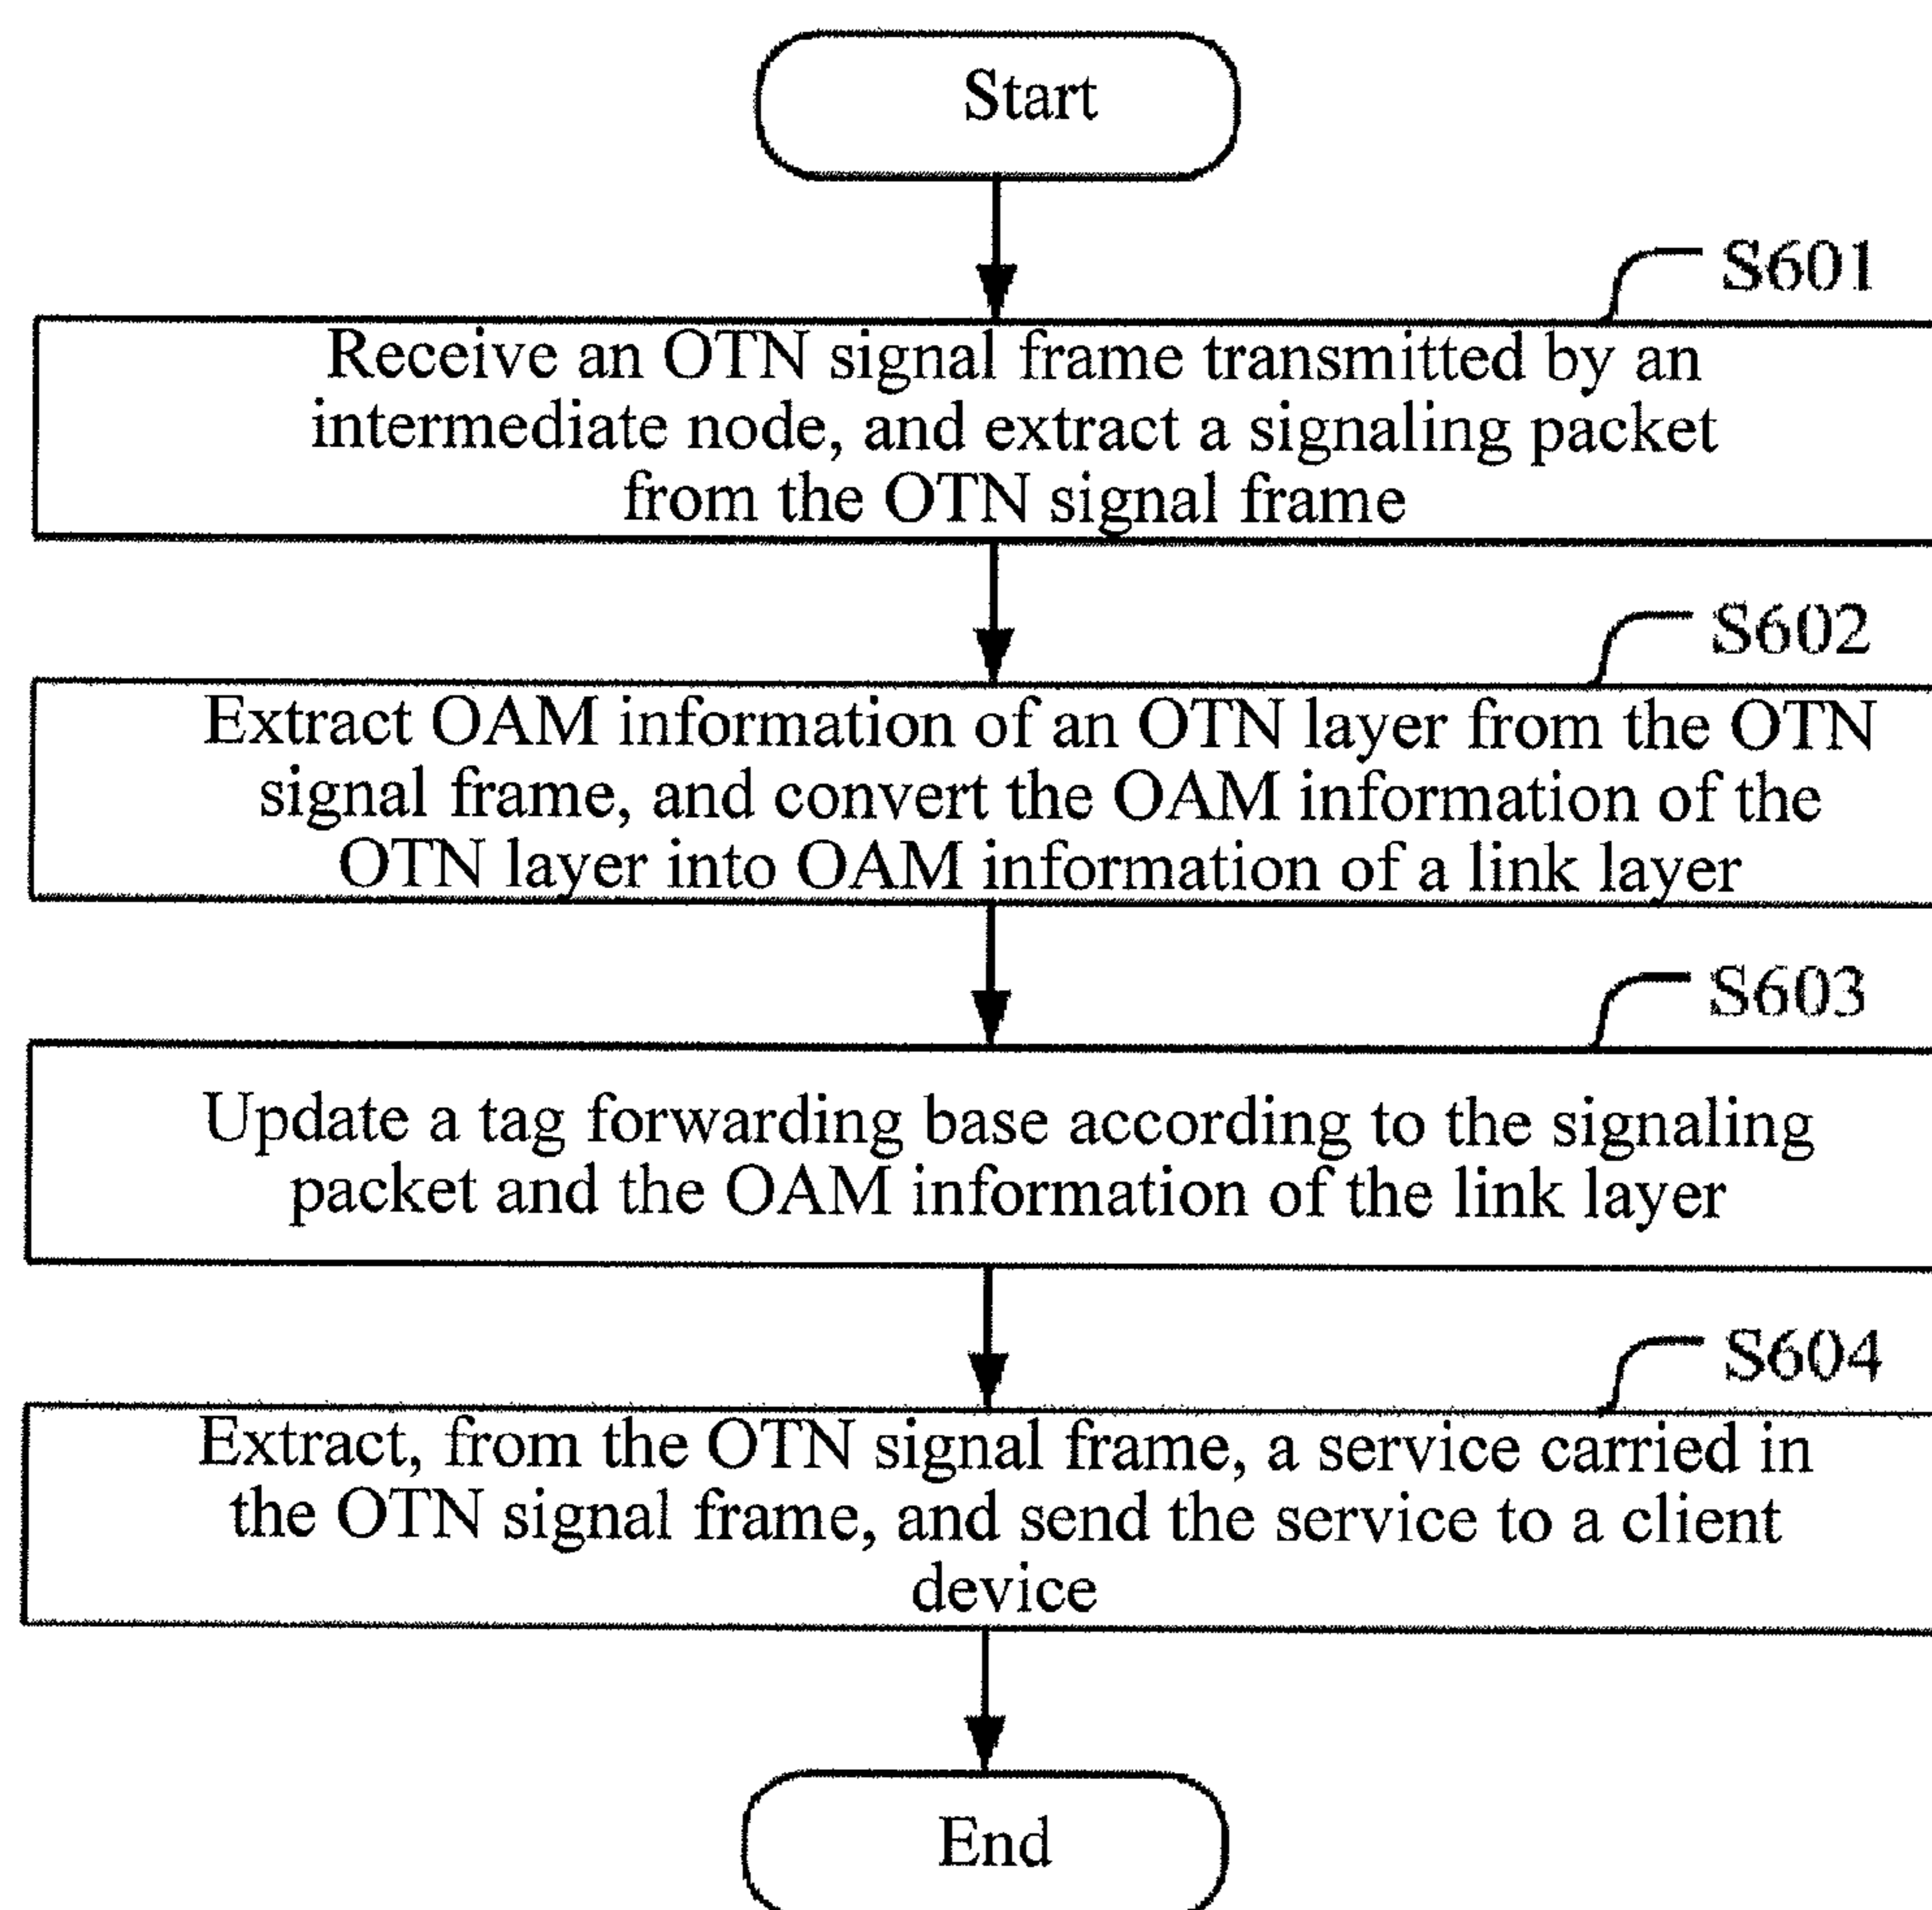 Start
S601
Receive an OTN signal frame transmitted by an
intermediate node, and extract a signaling packet
from the OTN signal frame
S602
Extract OAM information of an OTN layer from the OTN
signal frame, and convert the OAM information of the
OTN layer into OAM information of a link layer
S603
Update a tag forwarding base according to the signaling
packet and the OAM information of the link layer
S604
Extract, from the OTN signal frame, a service carried in
the OTN signal frame, and send the service to a client
device
End